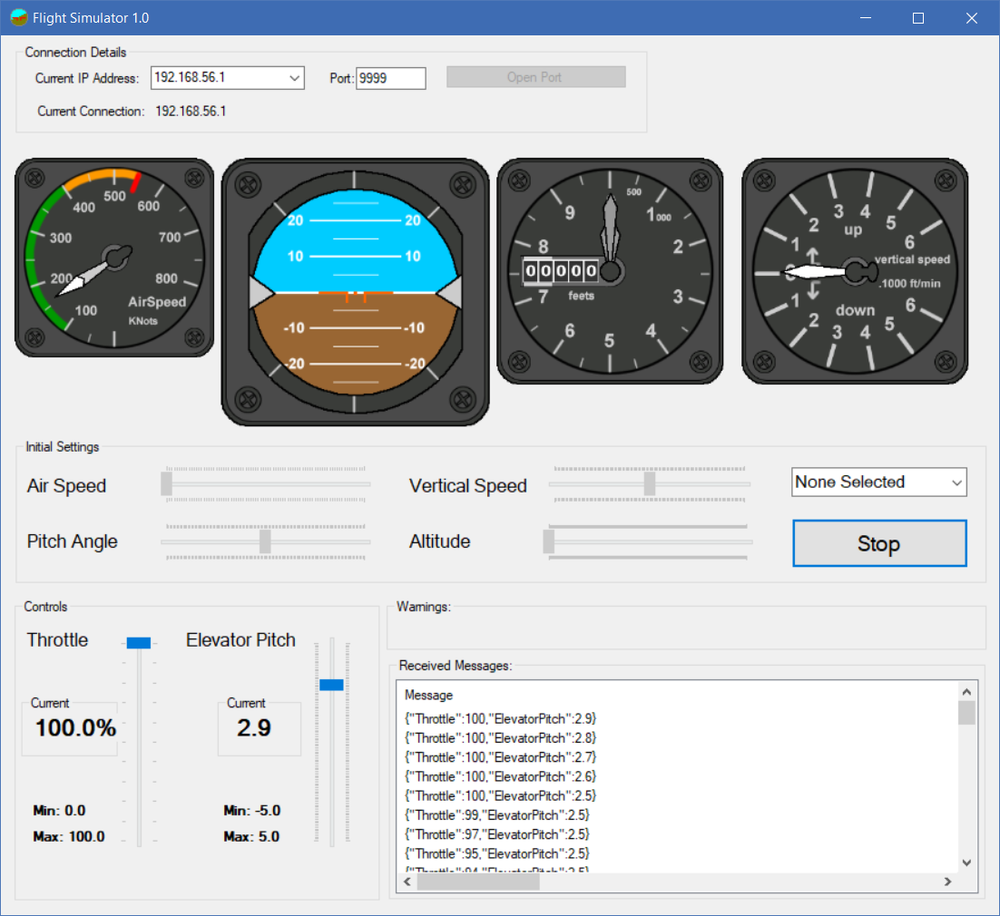 Flight Simulator 1.0
Connection Details
Current IP Address: 192.168.56.1 Port: 9999 Open Port
Current Connection: 192.168.56.1
100 200 300 400 500 600 700 800
AirSpeed
KNots
20 20
10 10
-10 -10
-20 -20
500
1000
2
3
4
5
6
7
8
9
00000
feets
1 2 3 4 5 6
up
vertical speed
.1000 ft/min
0
down
1 2 3 4 5 6
Initial Settings
Air Speed Vertical Speed None Selected
Pitch Angle Altitude Stop
Controls
Throttle Elevator Pitch
Current Current
100.0% 2.9
Min: 0.0 Min: -5.0
Max: 100.0 Max: 5.0
Warnings:
Received Messages:
Message
{"Throttle":100,"ElevatorPitch":2.9}
{"Throttle":100,"ElevatorPitch":2.8}
{"Throttle":100,"ElevatorPitch":2.7}
{"Throttle":100,"ElevatorPitch":2.6}
{"Throttle":100,"ElevatorPitch":2.5}
{"Throttle":99,"ElevatorPitch":2.5}
{"Throttle":97,"ElevatorPitch":2.5}
{"Throttle":95,"ElevatorPitch":2.5}
{"Throttle":94,"ElevatorPitch":2.5}